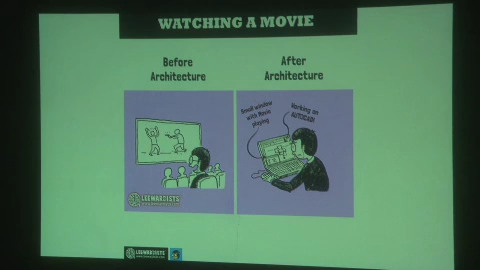 WATCHING A MOVIE
Before
Architecture
After
Architecture
Small window
with Movie
playing
Working on
AUTOCAD!
LEEWARDISTS
LEEWARDISTS